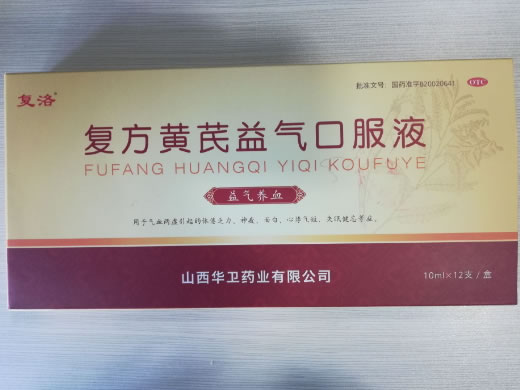 复洛
批准文号：国药准字B20020641
OTC
复方黄芪益气口服液
FUFANG HUANGQI YIQI KOUFUYE
益气养血
用于气血两虚引起的体倦乏力、神疲、面白、心悸气短、失眠健忘等症。
山西华卫药业有限公司
10ml×12支/盒